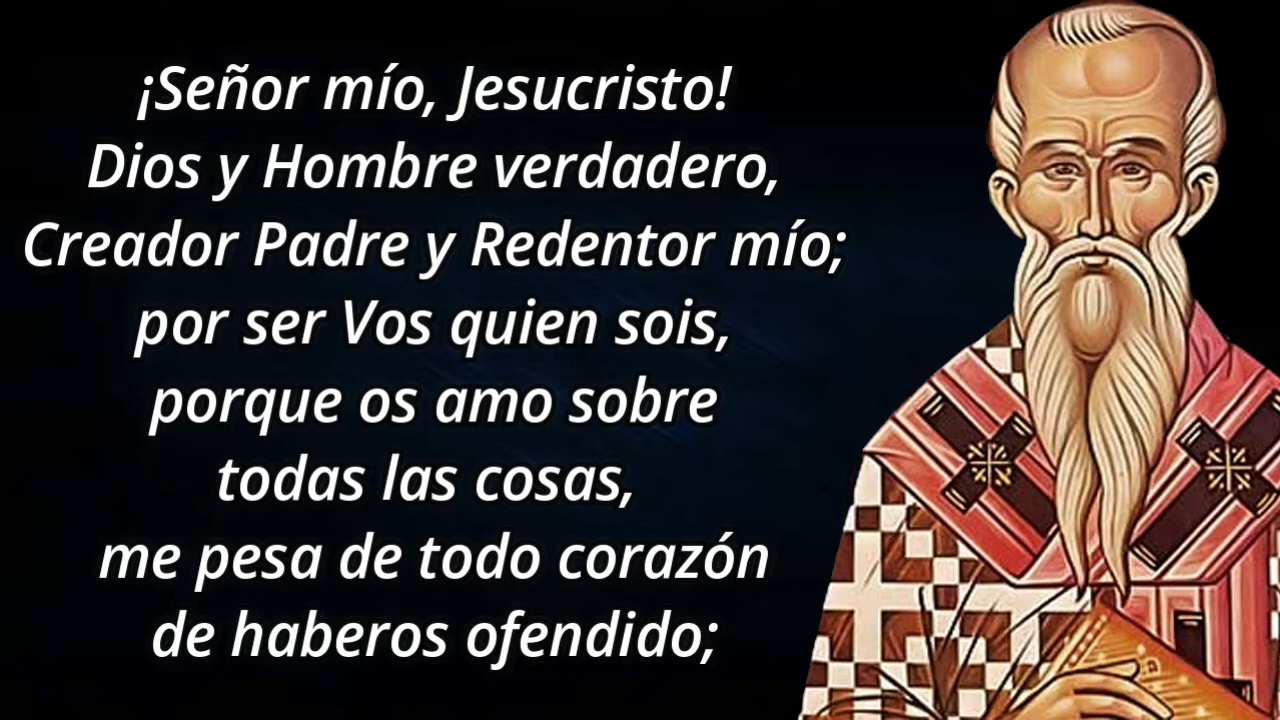 ¡Señor mío, Jesucristo!
Dios y Hombre verdadero,
Creador Padre y Redentor mío;
por ser Vos quien sois,
porque os amo sobre
todas las cosas,
me pesa de todo corazón
de haberos ofendido;